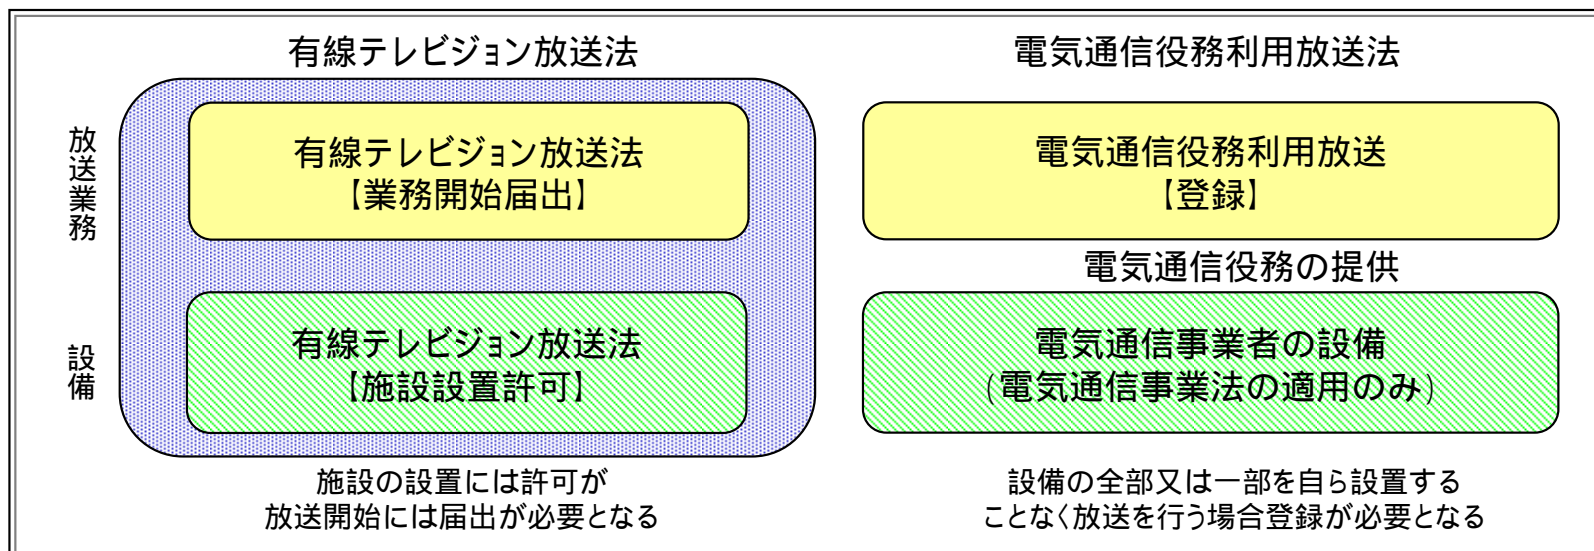 有線テレビジョン放送法
電気通信役務利用放送法
放送業務
有線テレビジョン放送法
【業務開始届出】
電気通信役務利用放送
【登録】
電気通信役務の提供
設備
有線テレビジョン放送法
【施設設置許可】
電気通信事業者の設備
(電気通信事業法の適用のみ)
施設の設置には許可が
放送開始には届出が必要となる
設備の全部又は一部を自ら設置する
ことなく放送を行う場合登録が必要となる